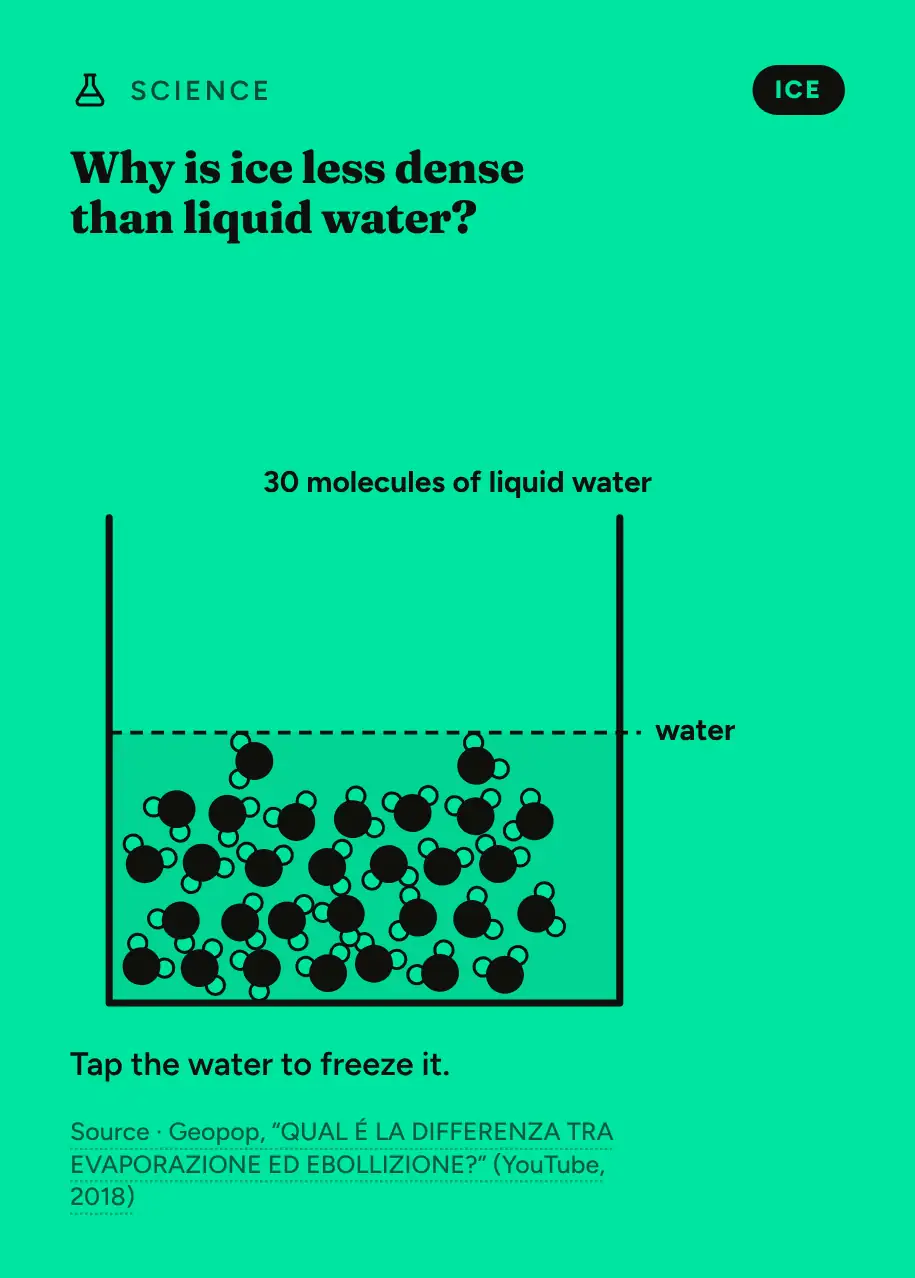 SCIENCE
ICE
Why is ice less dense
than liquid water?
30 molecules of liquid water
water
Tap the water to freeze it.
Source · Geopop, “QUAL É LA DIFFERENZA TRA
EVAPORAZIONE ED EBOLLIZIONE?” (YouTube,
2018)